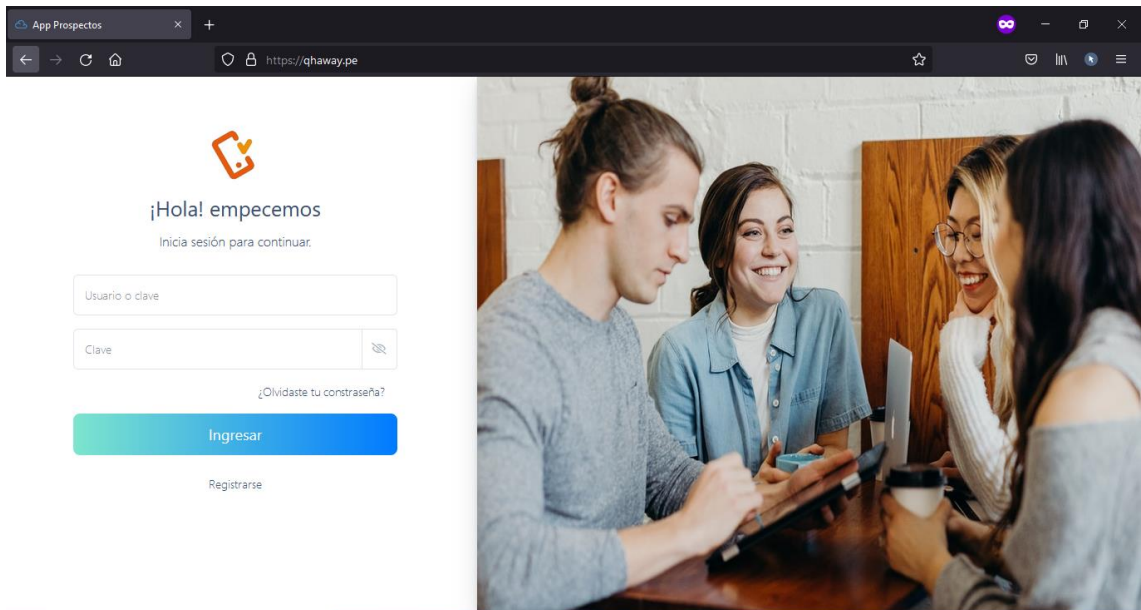 App Prospectos
https://qhaway.pe
¡Hola! empecemos
Inicia sesión para continuar.
Usuario o clave
Clave
¿Olvidaste tu constraseña?
Ingresar
Registrarse